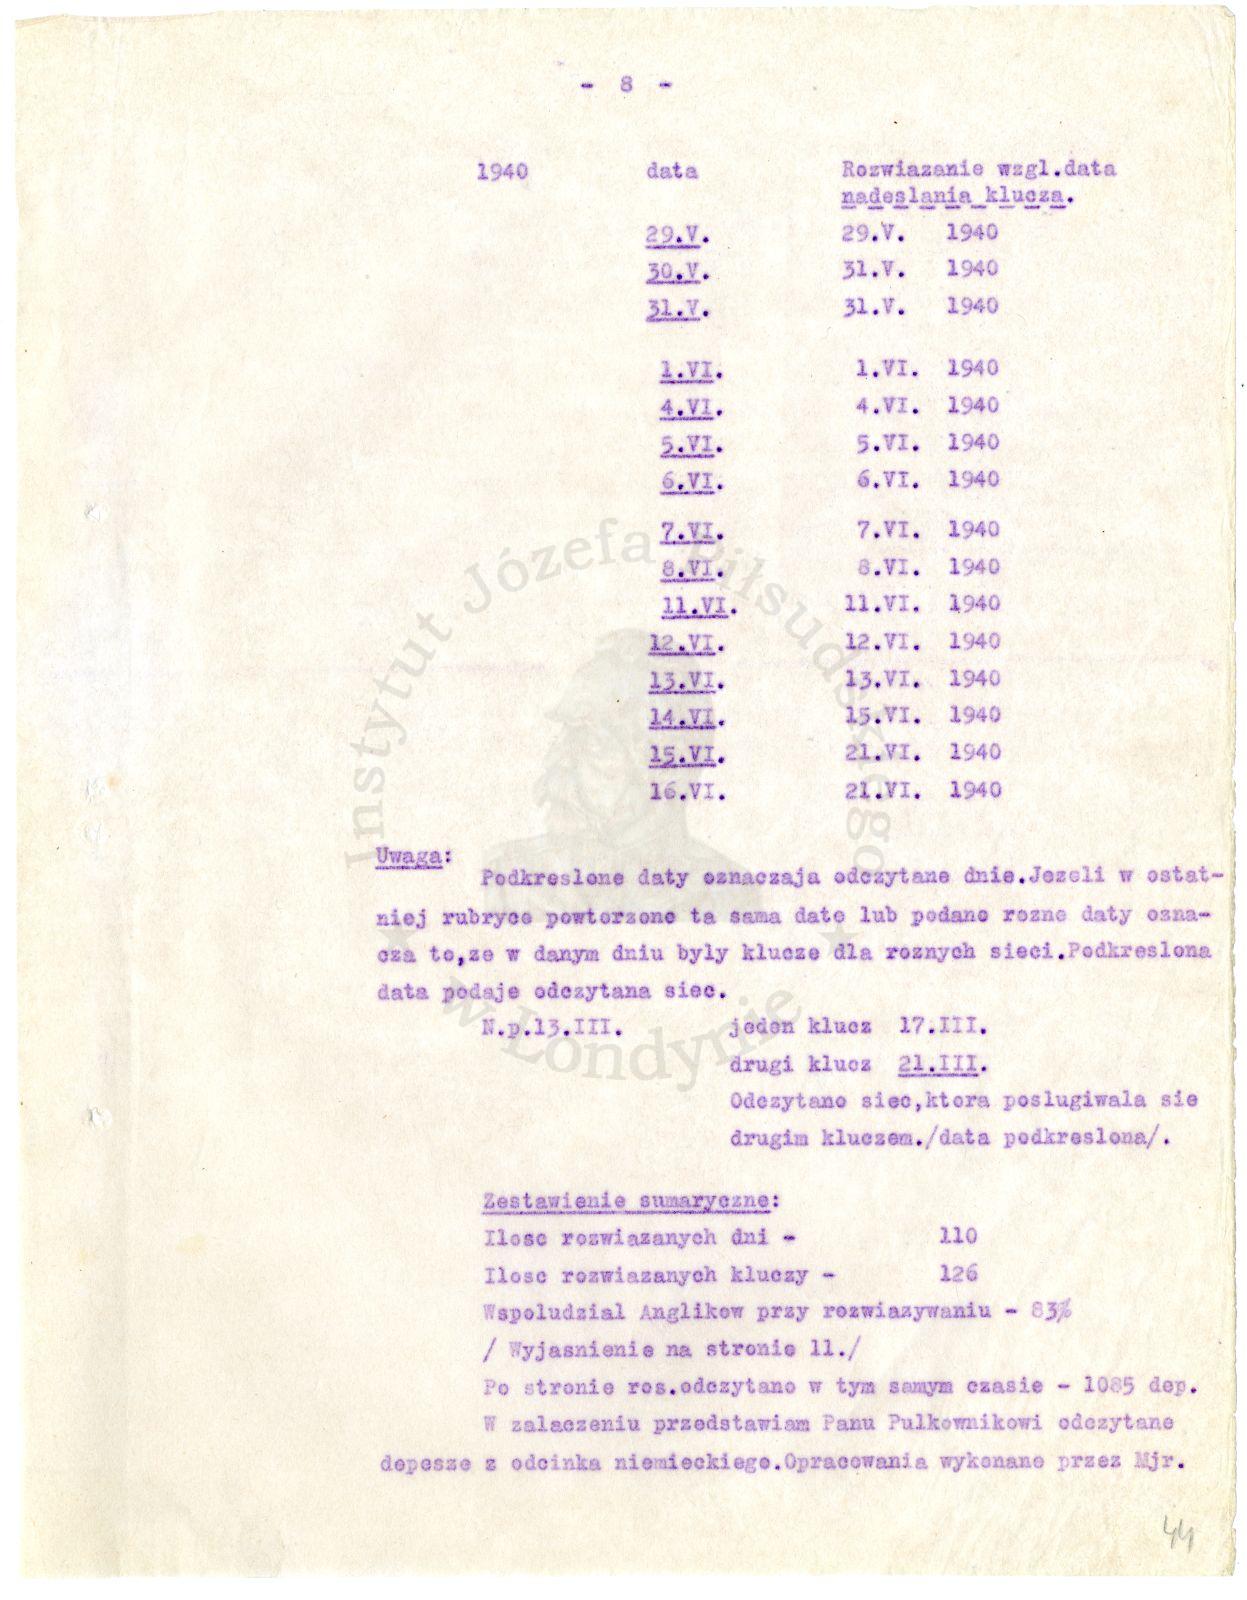 - 8 -
1940 data Rozwiazanie wzgl.data
nadeslania klucza.
29.V. 29.V. 1940
30.V. 31.V. 1940
31.V. 31.V. 1940
1.VI. 1.VI. 1940
4.VI. 4.VI. 1940
5.VI. 5.VI. 1940
6.VI. 6.VI. 1940
7.VI. 7.VI. 1940
8.VI. 8.VI. 1940
11.VI. 11.VI. 1940
12.VI. 12.VI. 1940
13.VI. 13.VI. 1940
14.VI. 15.VI. 1940
15.VI. 21.VI. 1940
16.VI. 21.VI. 1940
Uwaga:
Podkreslone daty oznaczaja odczytane dnie.Jezeli w ostat-
niej rubryce powtorzono ta sama date lub podano rozne daty ozna-
cza to,ze w danym dniu byly klucze dla roznych sieci.Podkreslona
data podaje odczytana siec.
N.p.13.III. jeden klucz 17.III.
drugi klucz 21.III.
Odczytano siec,ktora poslugiwala sie
drugim kluczem./data podkreslona/.
Zestawienie sumaryczne:
Ilosc rozwiazanych dni - 110
Ilosc rozwiazanych kluczy - 126
Wspoludzial Anglikow przy rozwiazywaniu - 83%
/ Wyjasnienie na stronie 11./
Po stronie ros.odczytano w tym samym czasie - 1085 dep.
W zalaczeniu przedstawiam Panu Pulkownikowi odczytane
depesze z odcinka niemieckiego.Opracowania wykonane przez Mjr.
44
Instytut Józefa Piłsudskiego
w Londynie